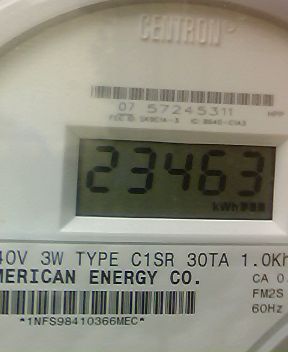 CENTRON
07 57245311
23463
kWh
40V 3W TYPE C1SR 30TA 1.0Kh
MERICAN ENERGY CO.
CA 0.
FM2S
60Hz
*1NFS98410366MEC*